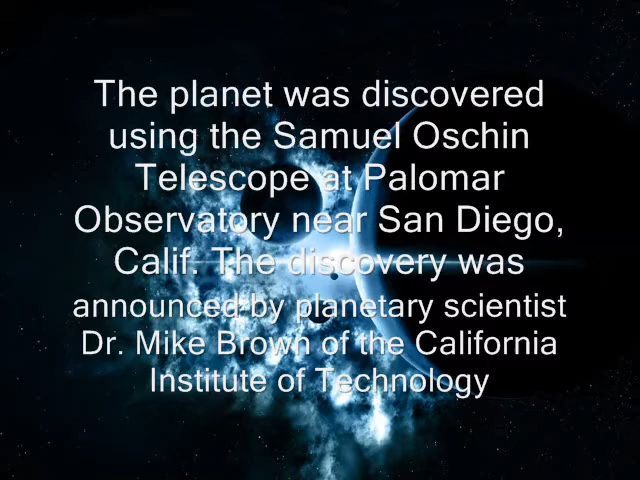 The planet was discovered
using the Samuel Oschin
Telescope at Palomar
Observatory near San Diego,
Calif. The discovery was
announced by planetary scientist
Dr. Mike Brown of the California
Institute of Technology